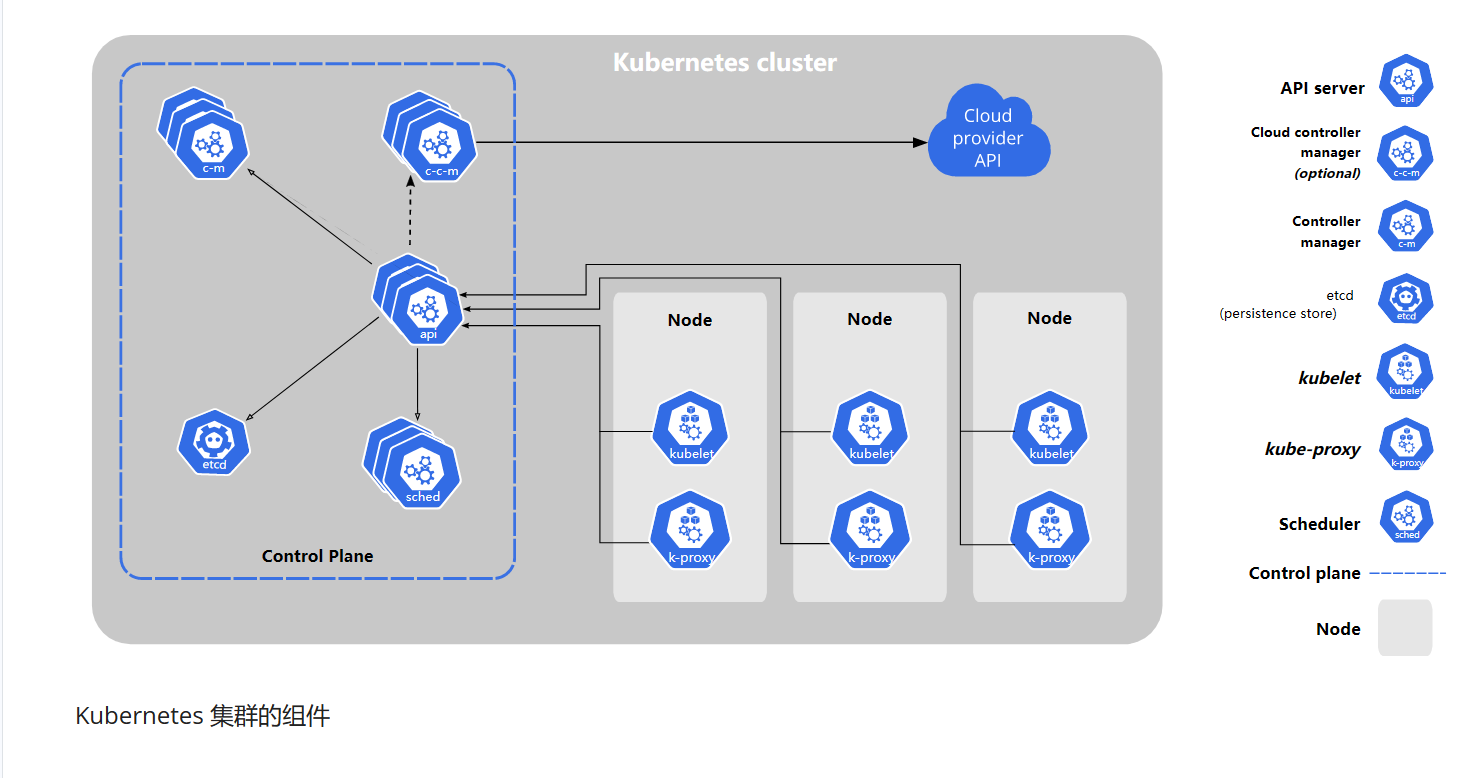 Kubernetes cluster
c-m
c-c-m
Cloud
provider
API
api
etcd
sched
Control Plane
Node
kubelet
k-proxy
Node
kubelet
k-proxy
Node
kubelet
k-proxy
API server
api
Cloud controller
manager
(optional)
c-c-m
Controller
manager
c-m
etcd
(persistence store)
etcd
kubelet
kubelet
kube-proxy
k-proxy
Scheduler
sched
Control plane
Node
Kubernetes 集群的组件